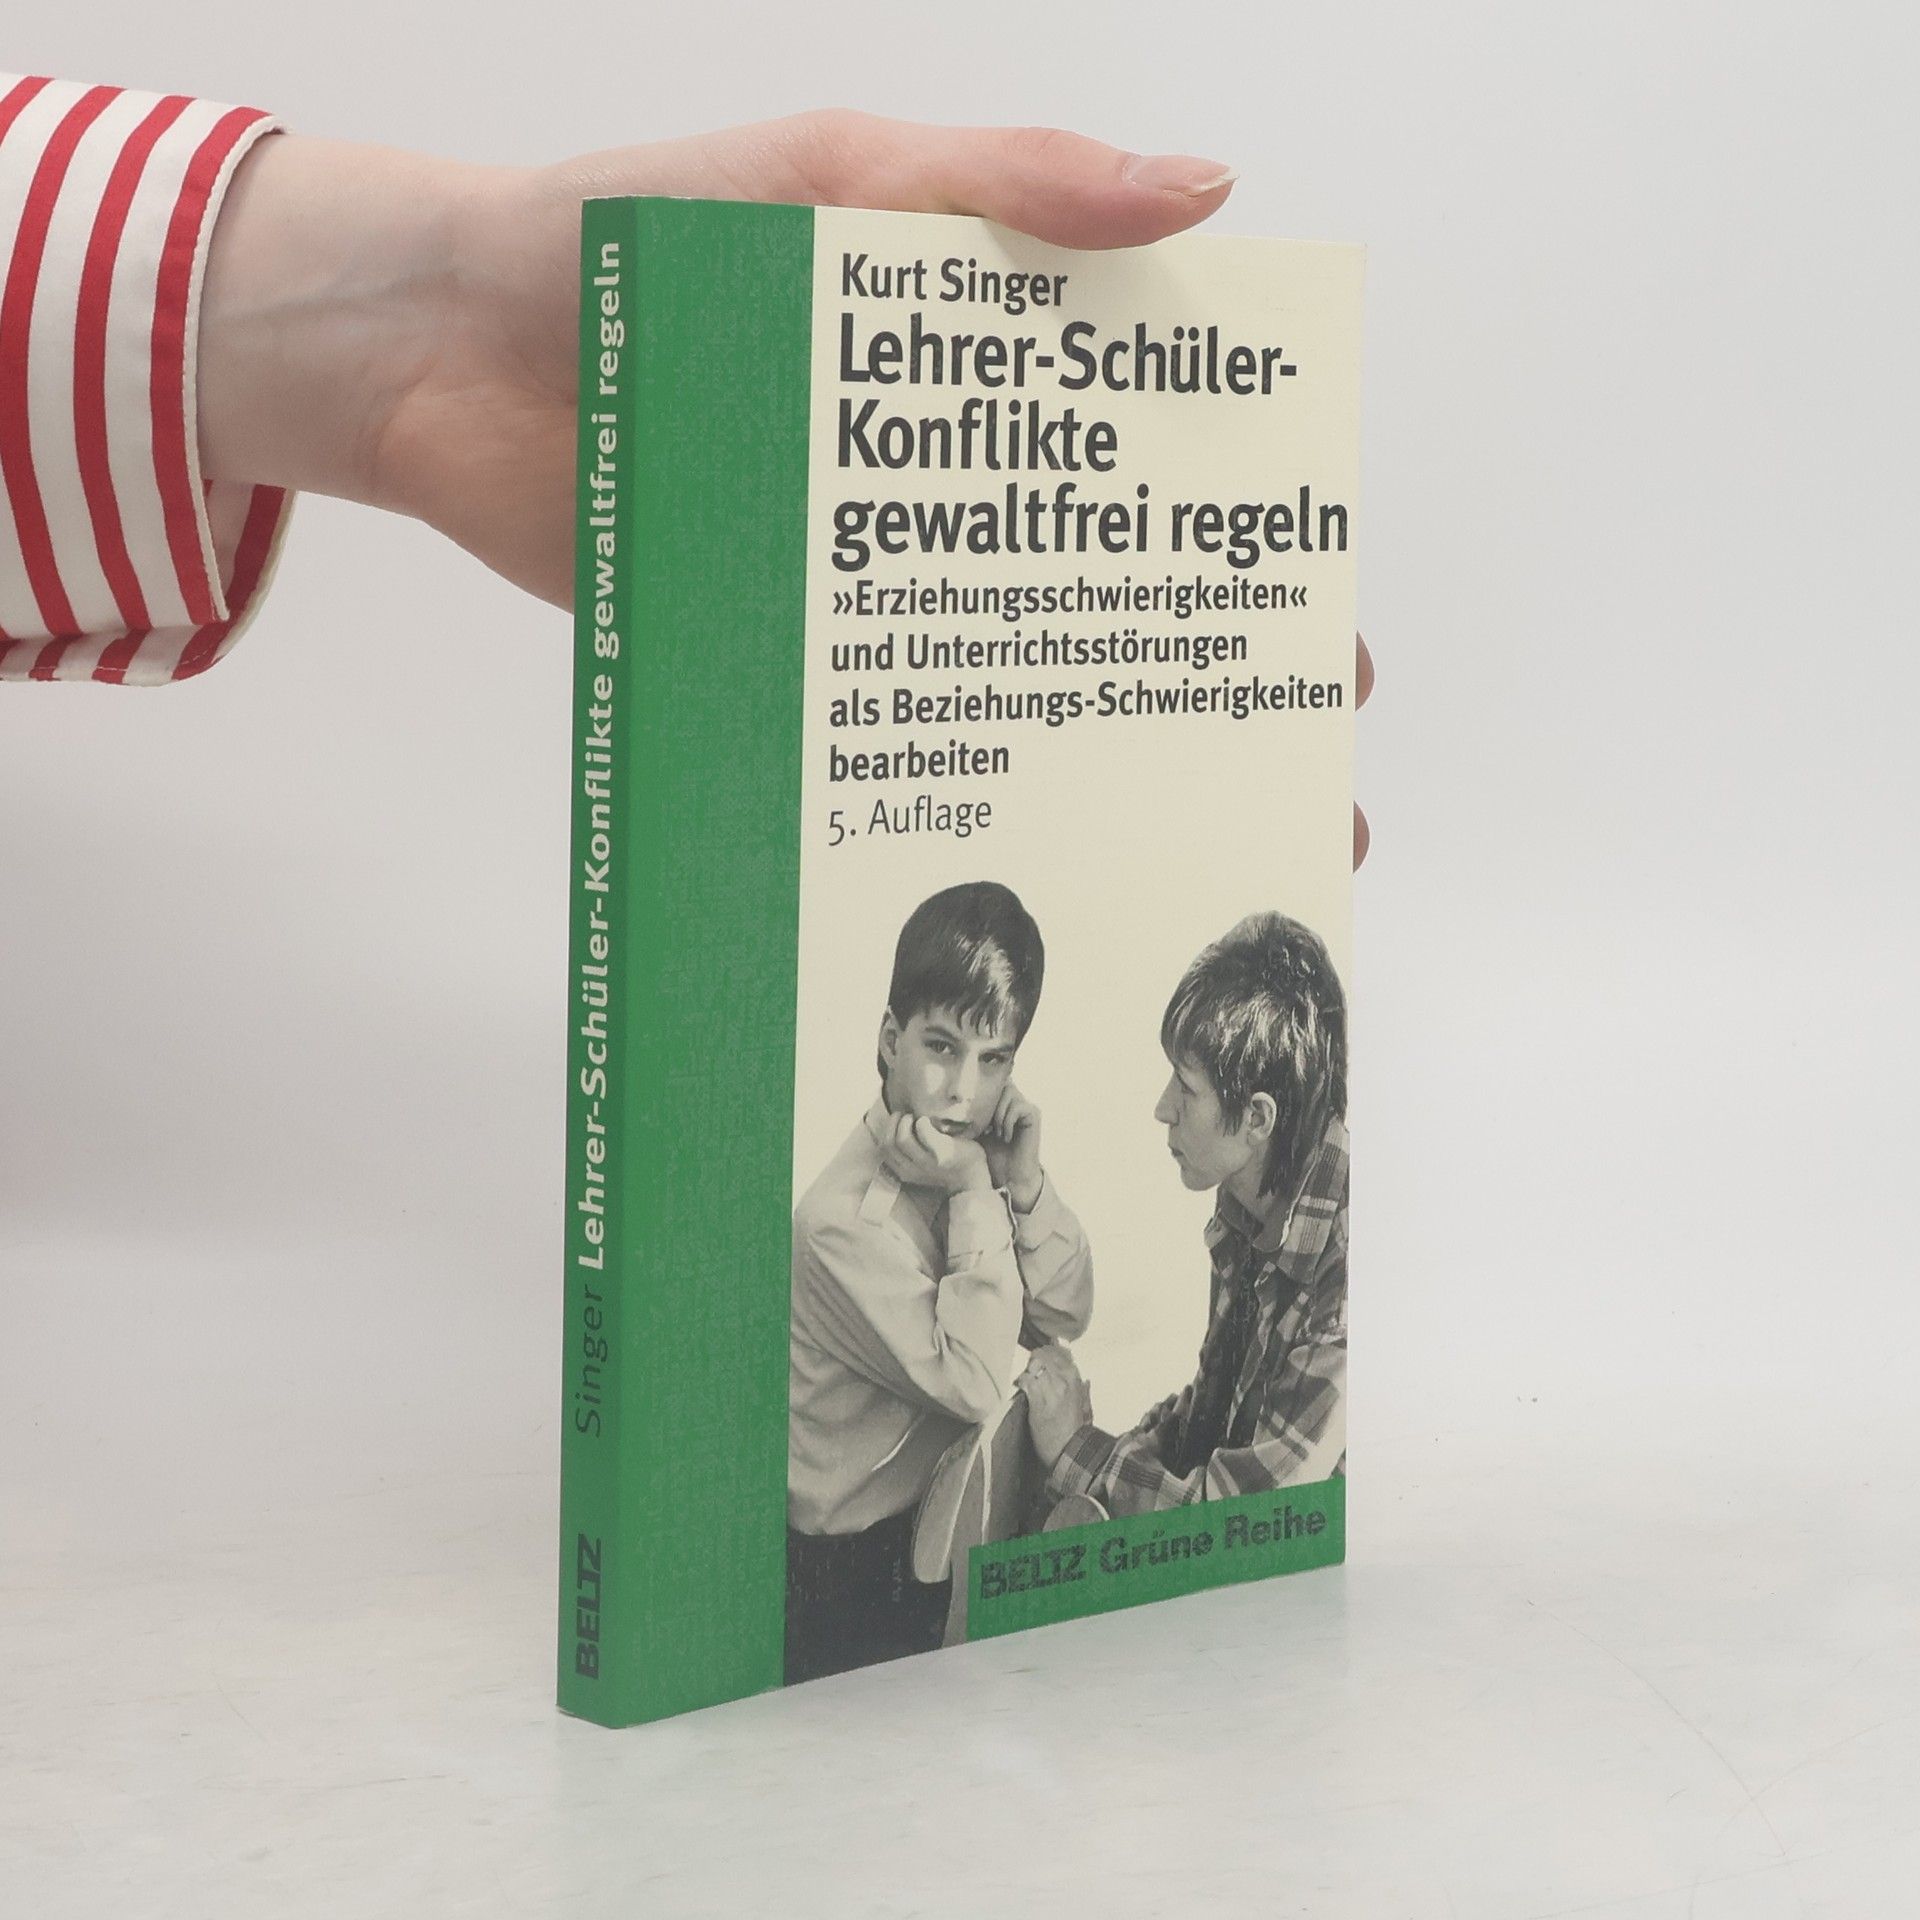 Kurt Singer
Lehrer-Schüler-
Konflikte
gewaltfrei regeln
»Erziehungsschwierigkeiten«
und Unterrichtsstörungen
als Beziehungs-Schwierigkeiten
bearbeiten
5. Auflage
BELTZ Grüne Reihe
Singer Lehrer-Schüler-Konflikte gewaltfrei regeln
BELTZ